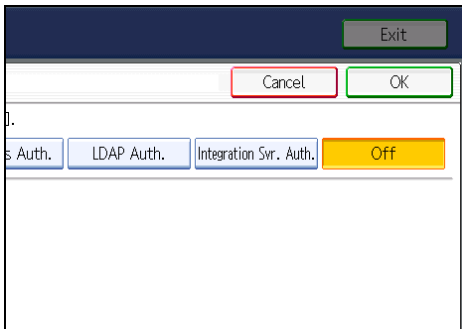 Exit
Cancel OK
].
s Auth. LDAP Auth. Integration Svr. Auth. Off